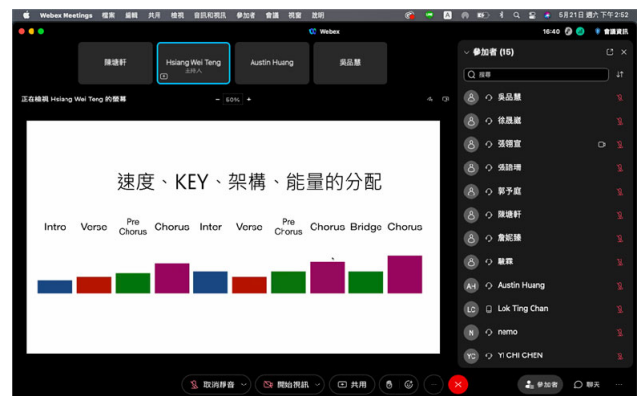 Webex Meetings 檔案 編輯 共用 檢視 音訊和視訊 參加者 會議 視窗 說明 5月21日 週六 下午2:52
Webex
16:40 會議資訊
陳塘軒
Hsiang Wei Teng
主持人
Austin Huang
吳品慧
正在檢視 Hsiang Wei Teng 的螢幕
- 50% +
速度、KEY、架構、能量的分配
Intro Verse Pre Chorus Chorus Inter Verse Pre Chorus Chorus Bridge Chorus
參加者 (15)
搜尋
吳品慧
徐晟崴
張翎宣
張語珊
郭予庭
陳塘軒
詹妮臻
駿霖
AH Austin Huang
LC Lok Ting Chan
N nemo
YC YI CHI CHEN
取消靜音
開始視訊
共用
參加者
聊天